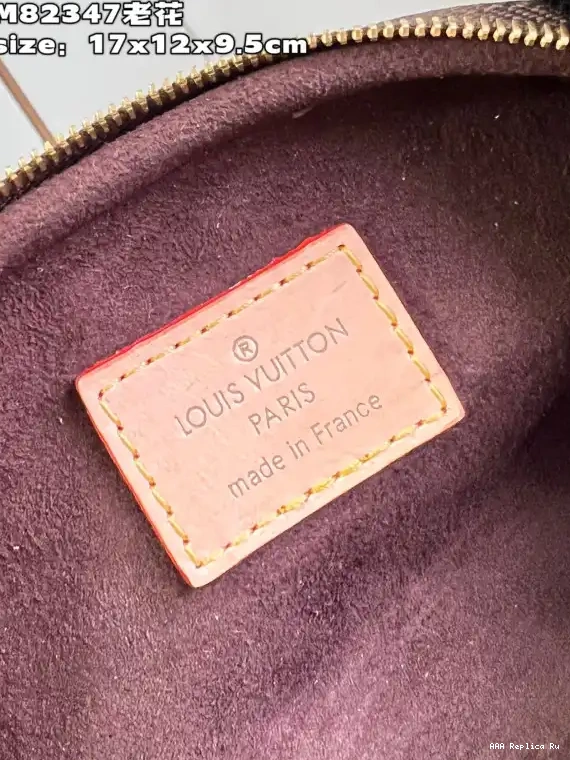 M82347老花
size：17x12x9.5cm
®
LOUIS VUITTON
PARIS
made in France
AAA Replica Ru